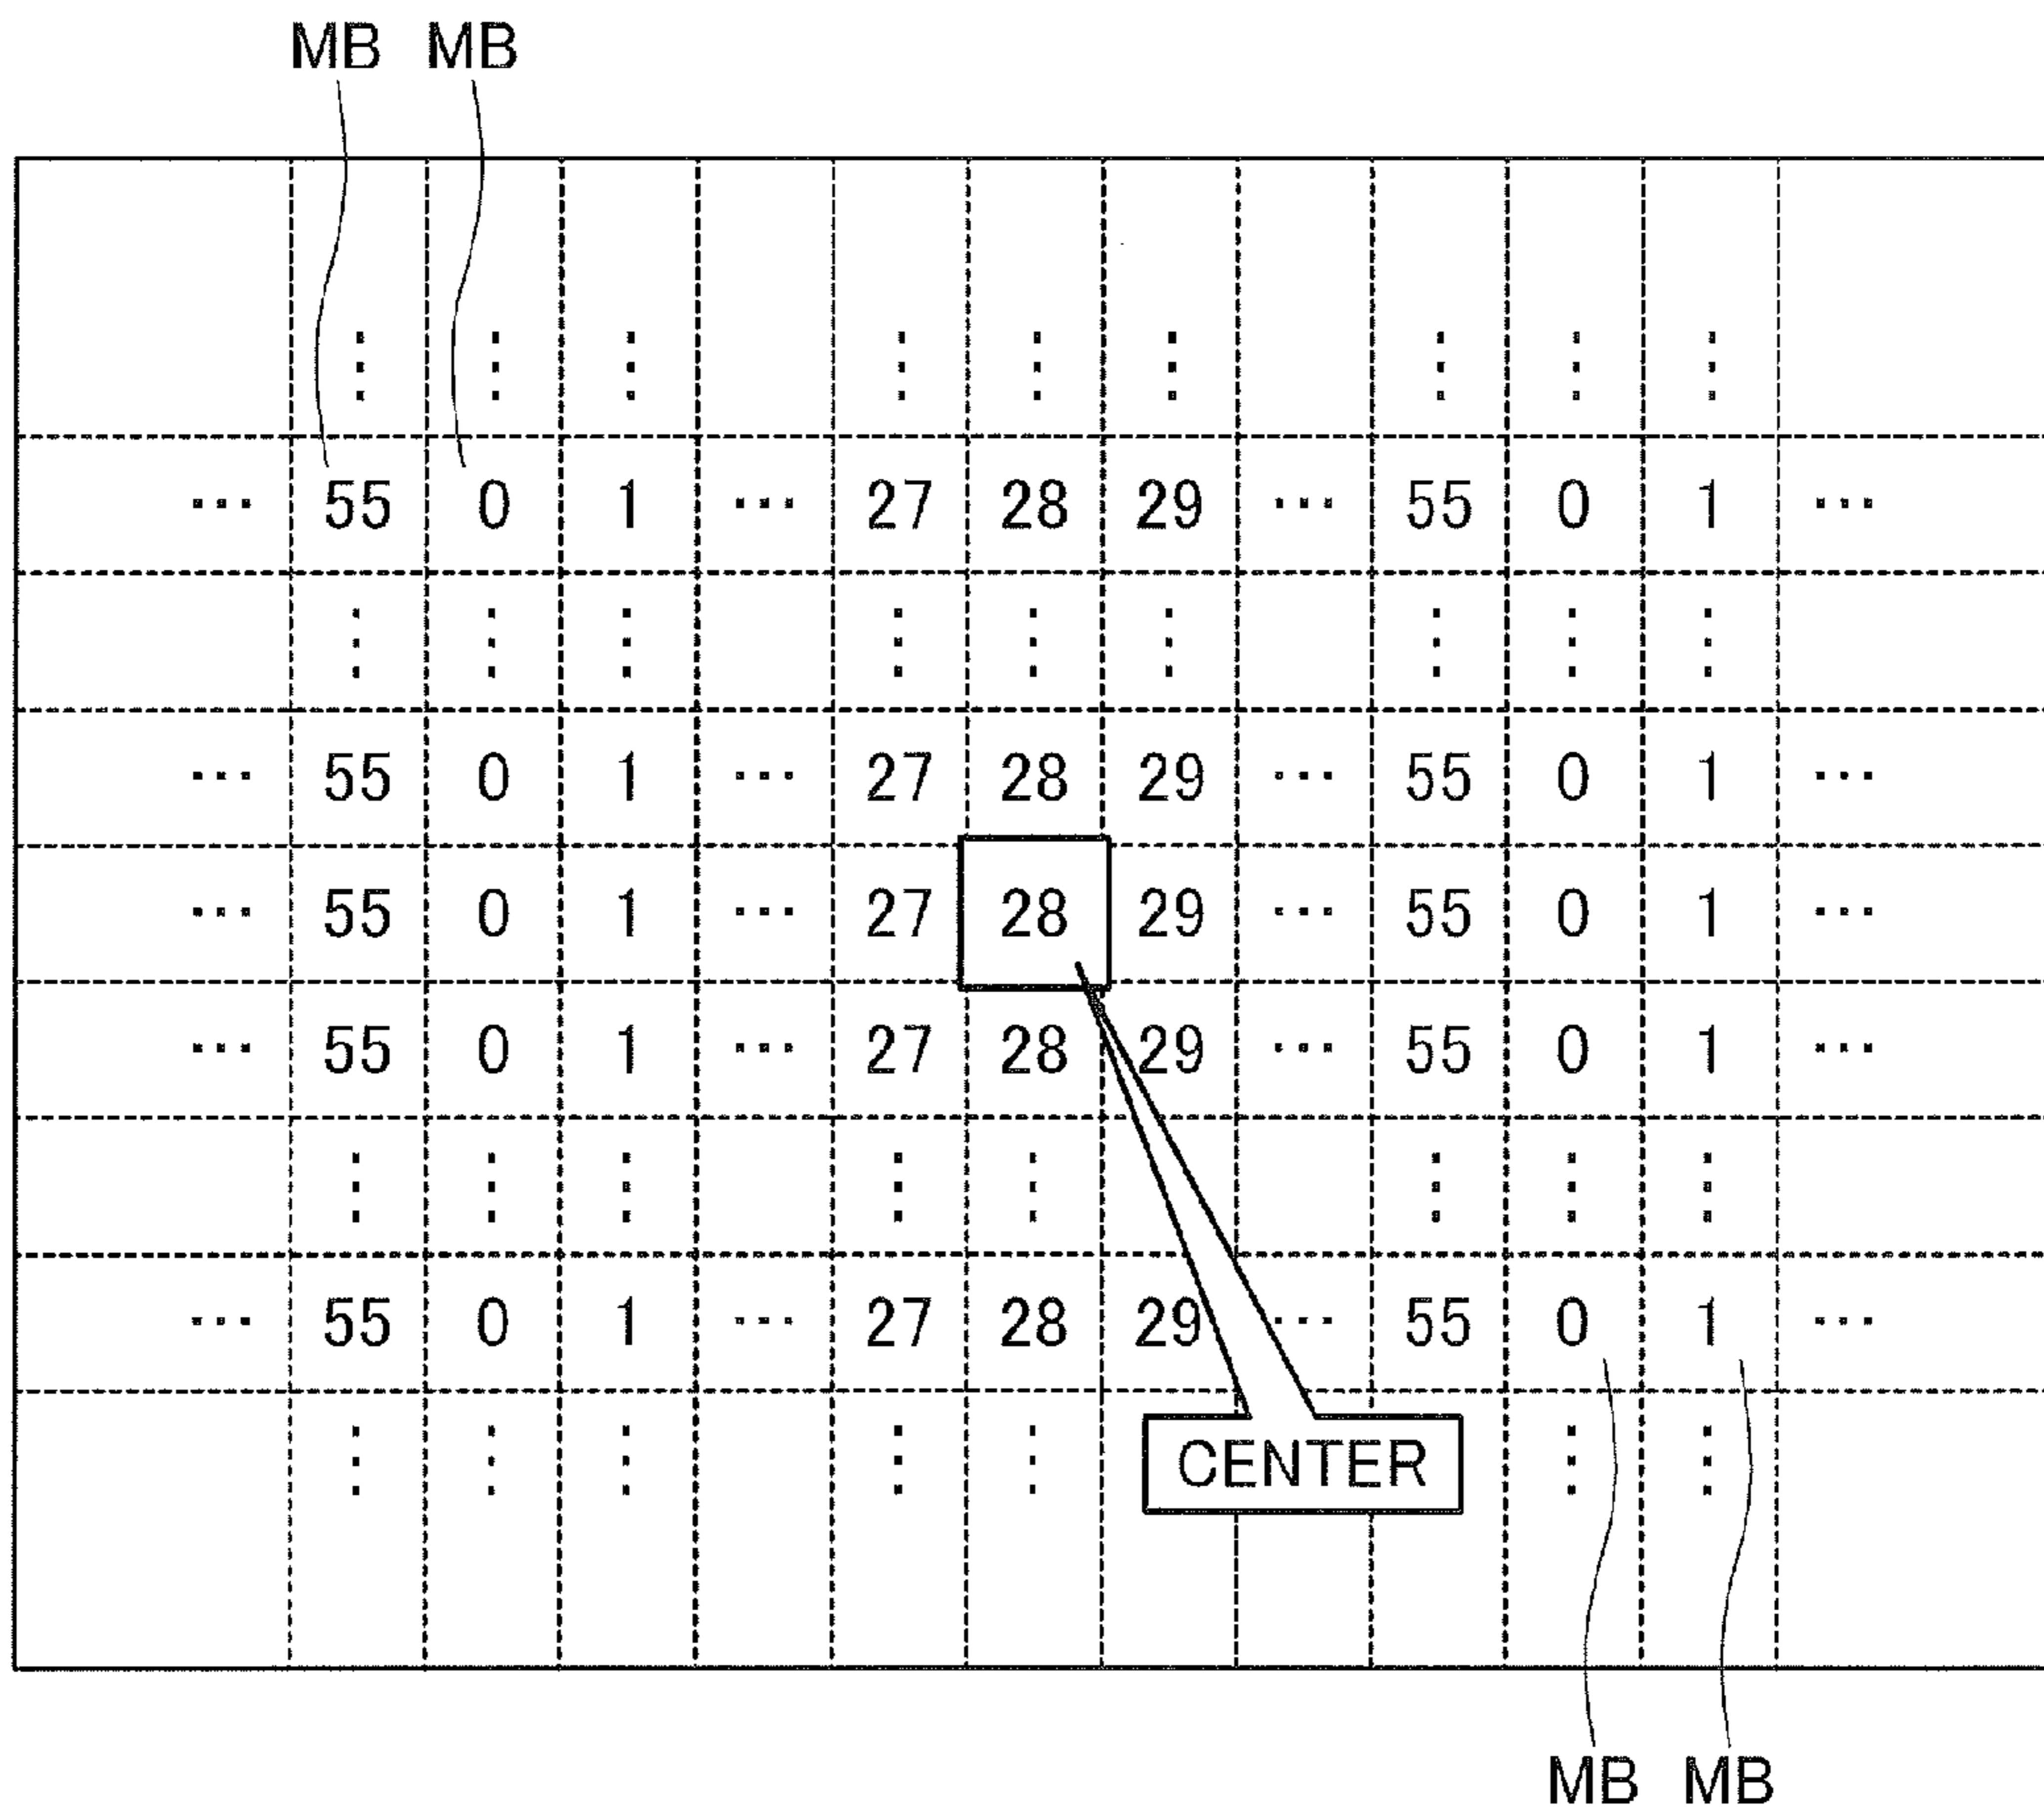 MB MB
⋮ ⋮ ⋮ ⋮ ⋮ ⋮ ⋮ ⋮ ⋮
… 55 0 1 … 27 28 29 … 55 0 1 …
⋮ ⋮ ⋮ ⋮ ⋮ ⋮ ⋮ ⋮ ⋮
… 55 0 1 … 27 28 29 … 55 0 1 …
… 55 0 1 … 27 28 29 … 55 0 1 …
… 55 0 1 … 27 28 29 … 55 0 1 …
⋮ ⋮ ⋮ ⋮ ⋮ ⋮ ⋮ ⋮
… 55 0 1 … 27 28 29 … 55 0 1 …
⋮ ⋮ ⋮ ⋮ ⋮ CENTER ⋮ ⋮
MB MB